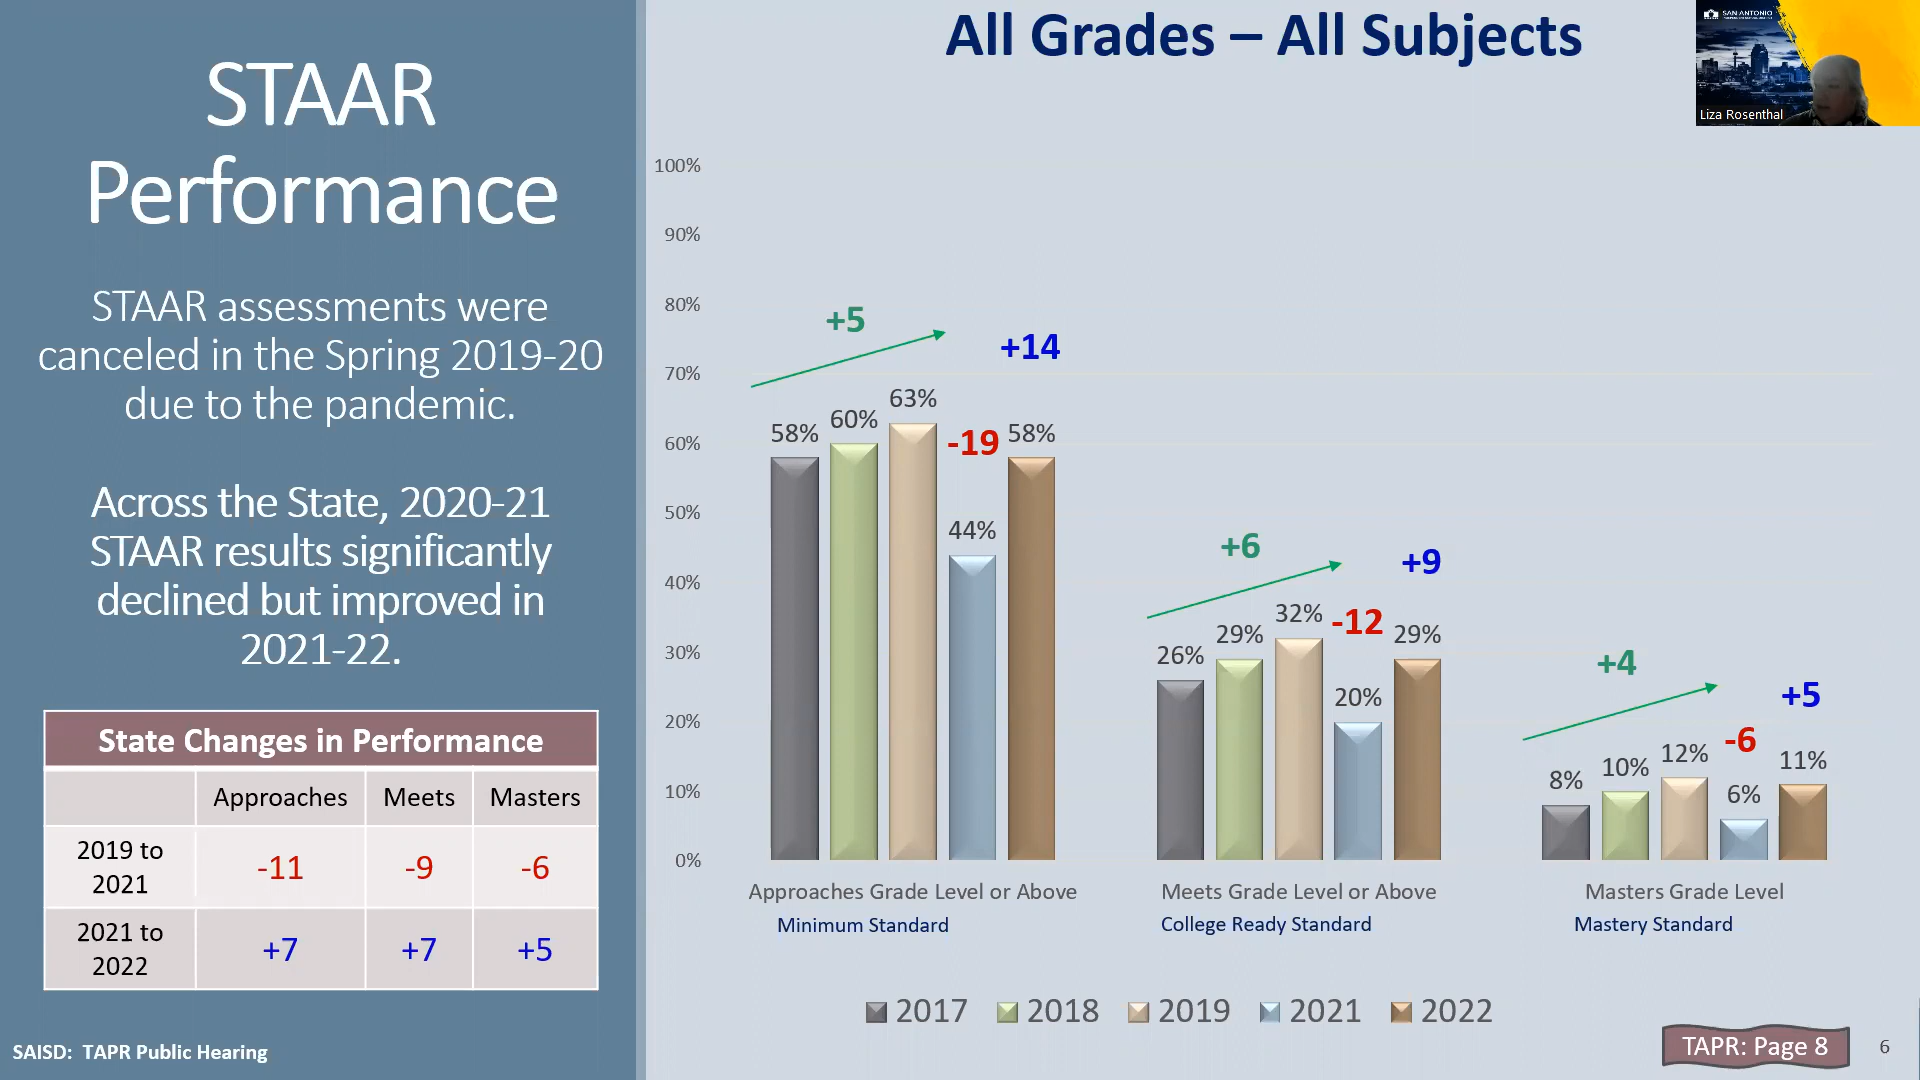 STAAR
Performance
STAAR assessments were
canceled in the Spring 2019-20
due to the pandemic.
Across the State, 2020-21
STAAR results significantly
declined but improved in
2021-22.
State Changes in Performance
Approaches Meets Masters
2019 to
2021
-11 -9 -6
2021 to
2022
+7 +7 +5
SAISD: TAPR Public Hearing
All Grades – All Subjects
SAN ANTONIO
Liza Rosenthal
100%
90%
80%
70%
60%
50%
40%
30%
20%
10%
0%
+5
+14
58% 60% 63% -19 58%
44%
+6
+9
26% 29% 32% -12 29%
20%
+4
+5
8% 10% 12% -6 11%
6%
Approaches Grade Level or Above
Minimum Standard
Meets Grade Level or Above
College Ready Standard
Masters Grade Level
Mastery Standard
2017 2018 2019 2021 2022
TAPR: Page 8
6